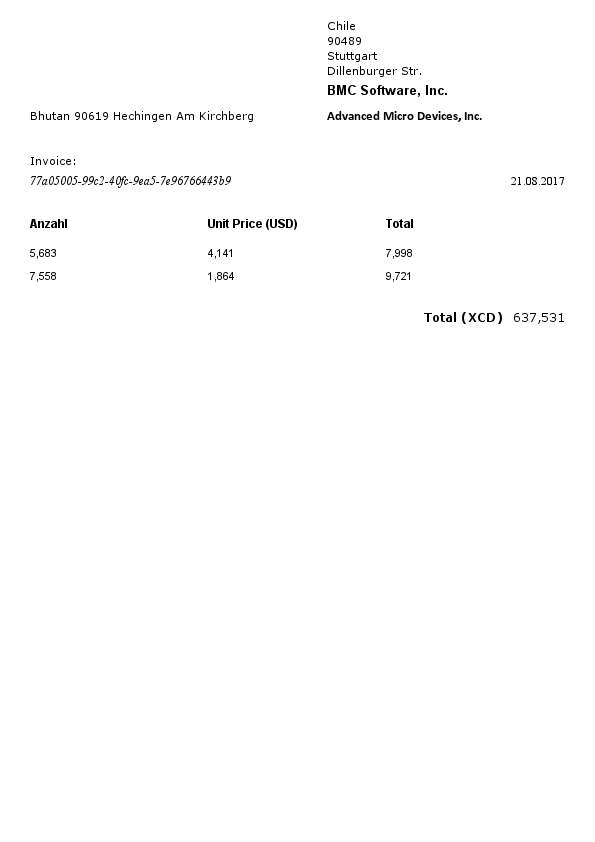 Chile
90489
Stuttgart
Dillenburger Str.
BMC Software, Inc.
Bhutan 90619 Hechingen Am Kirchberg Advanced Micro Devices, Inc.
Invoice:
77a05005-99c2-40fc-9ea5-7e96766443b9 21.08.2017
Anzahl Unit Price (USD) Total
5,683 4,141 7,998
7,558 1,864 9,721
Total (XCD) 637,531